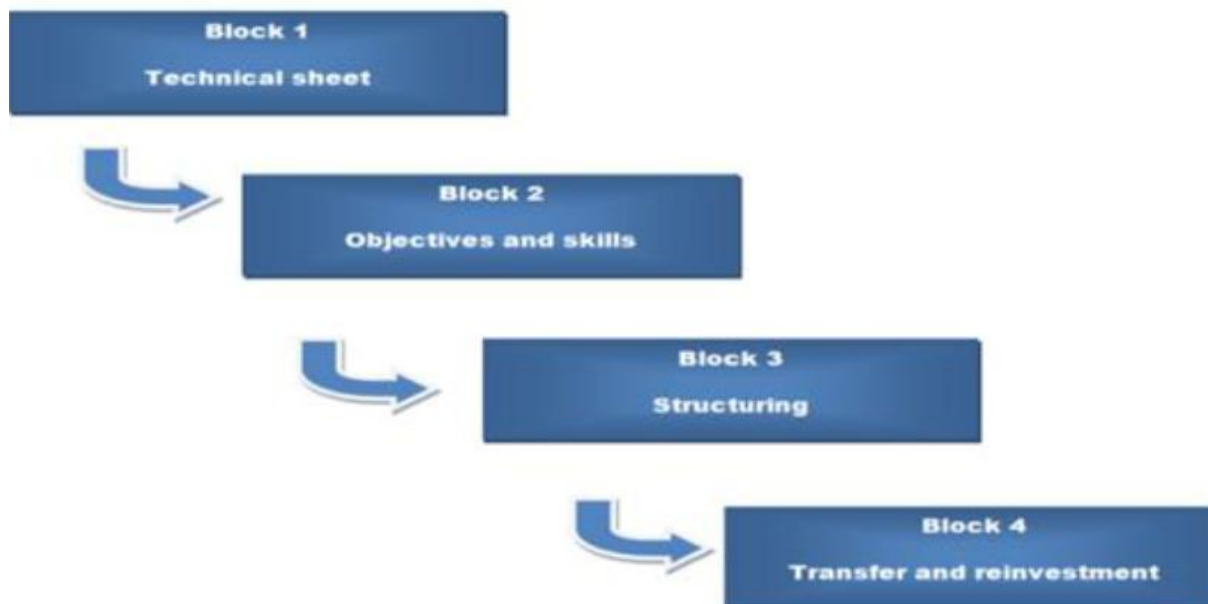 Block 1
Technical sheet
Block 2
Objectives and skills
Block 3
Structuring
Block 4
Transfer and reinvestment